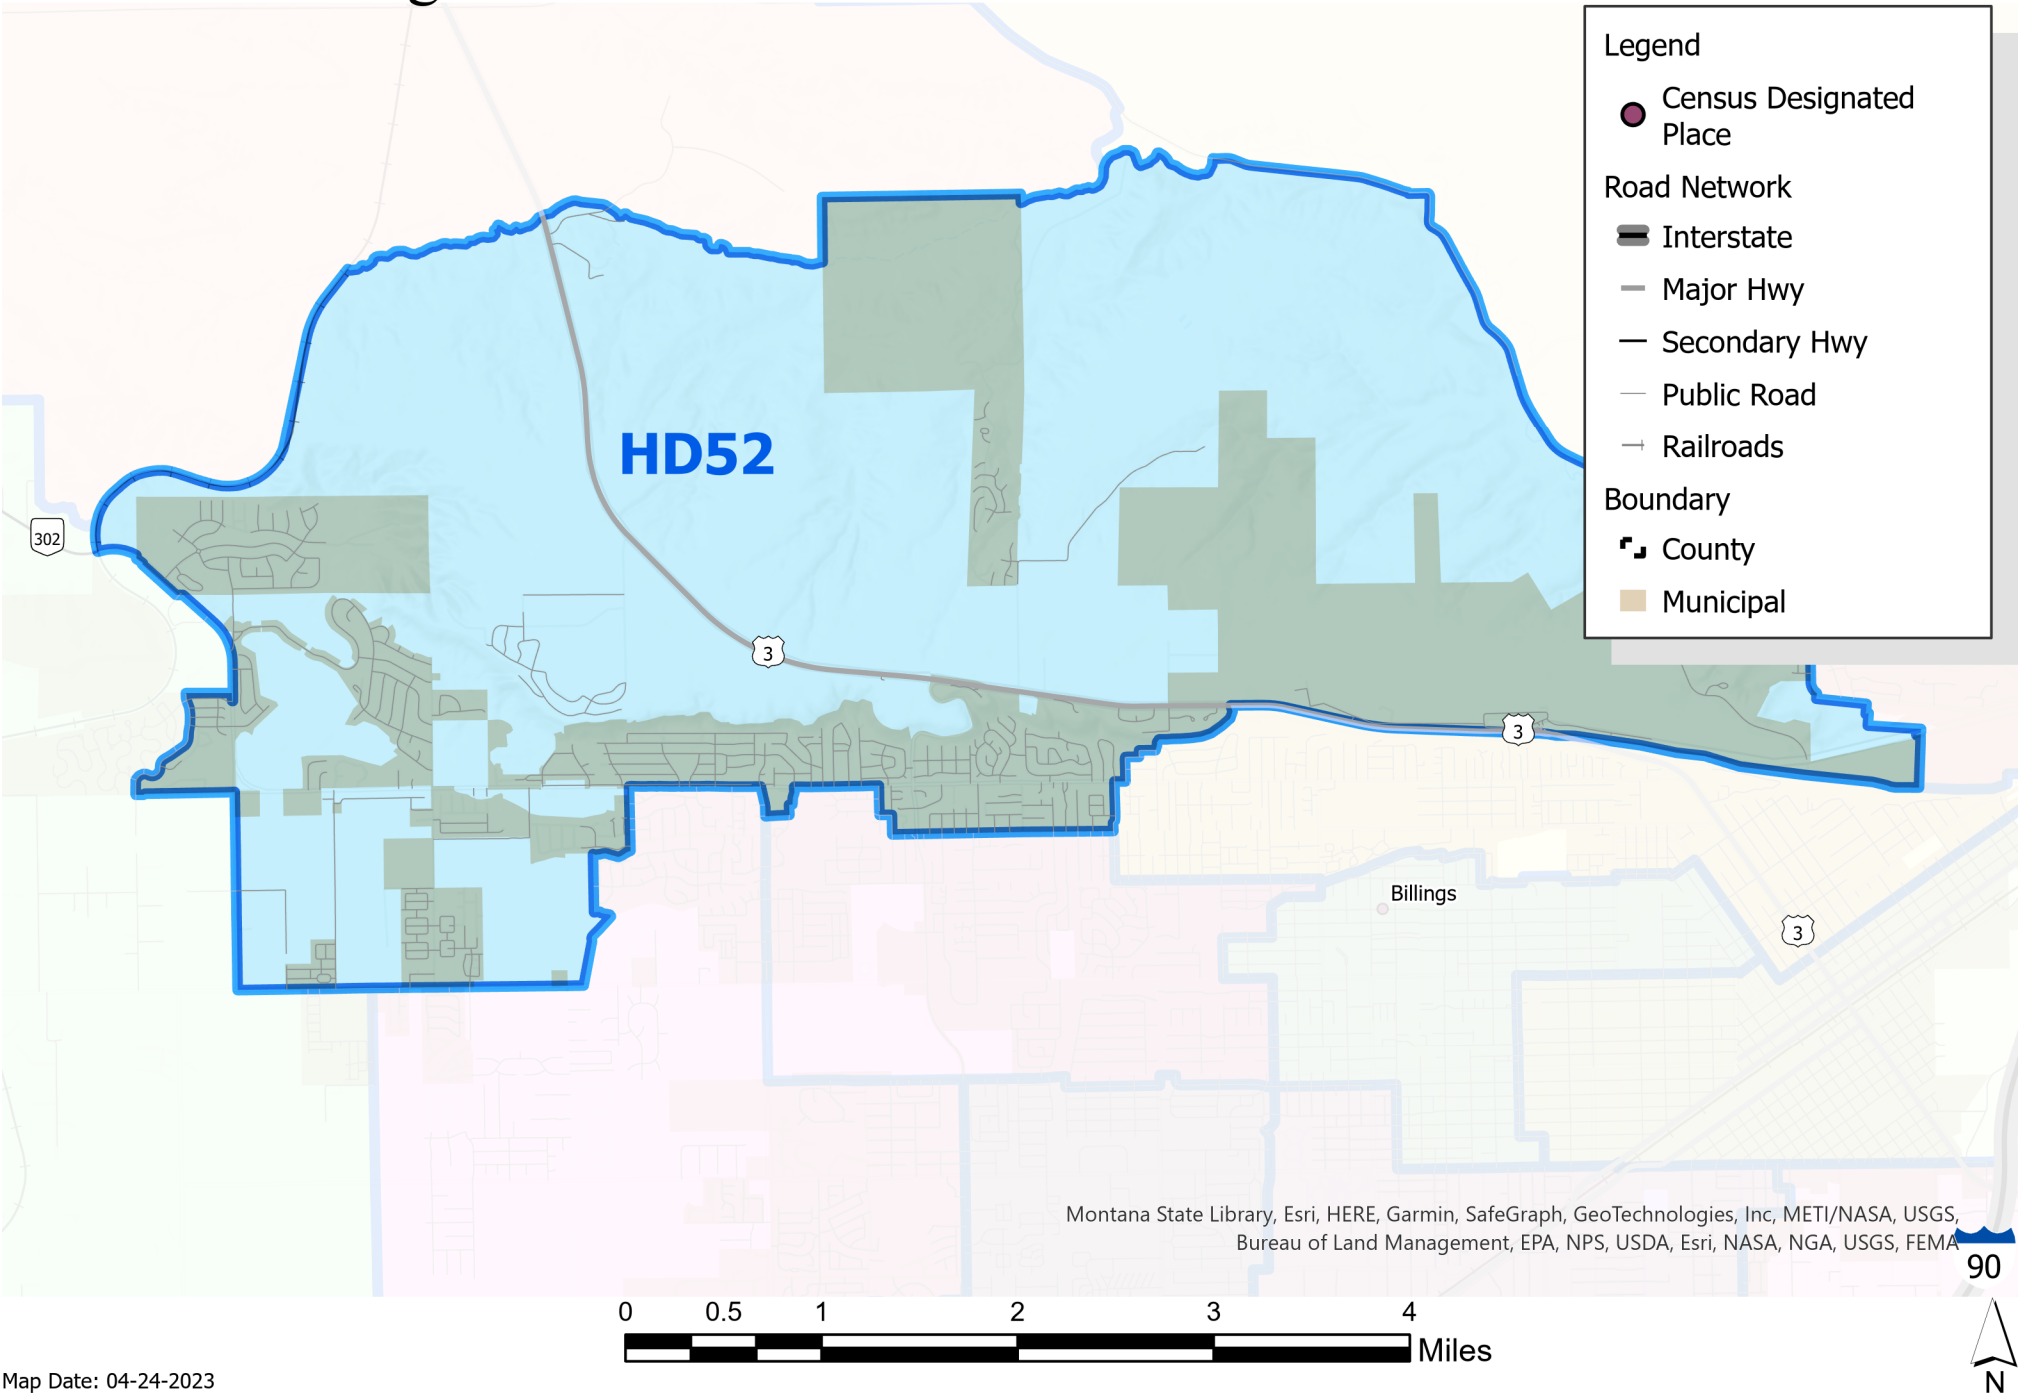 Legend
Census Designated
Place
Road Network
Interstate
Major Hwy
Secondary Hwy
Public Road
Railroads
Boundary
County
Municipal
HD52
302
3
3
Billings
3
Montana State Library, Esri, HERE, Garmin, SafeGraph, GeoTechnologies, Inc, METI/NASA, USGS,
Bureau of Land Management, EPA, NPS, USDA, Esri, NASA, NGA, USGS, FEMA
90
0 0.5 1 2 3 4
Miles
N
Map Date: 04-24-2023